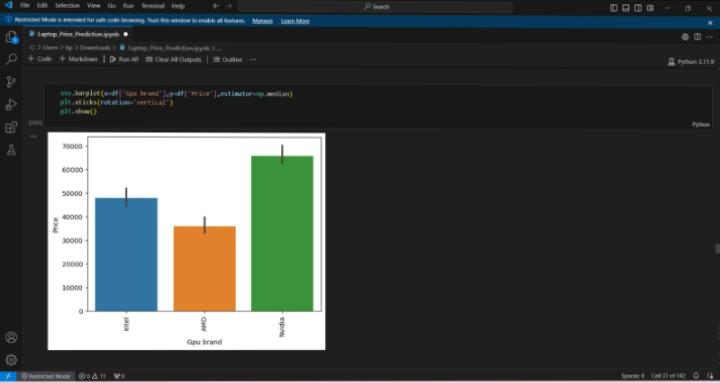 File Edit Selection View Go Run Terminal Help
Search
Restricted Mode is intended for safe code browsing. Trust this window to enable all features. Manage Learn More
Laptop_Price_Prediction.ipynb
C: > Users > hp > Downloads > Laptop_Price_Prediction.ipynb > ...
+ Code + Markdown Run All Clear All Outputs Outline ...
Python 3.11.9
sns.barplot(x=df['Gpu brand'],y=df['Price'],estimator=np.median)
plt.xticks(rotation='vertical')
plt.show()
Python
70000
60000
50000
40000
30000
20000
10000
0
Price
Intel
AMD
Nvidia
Gpu brand
Restricted Mode 0 11 0
Spaces: 4 Cell 31 of 142